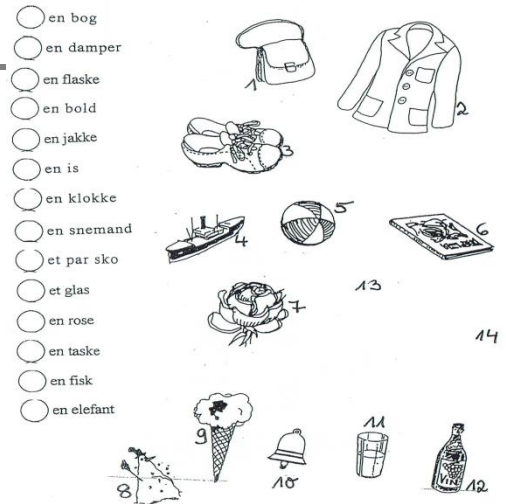 en bog
en damper
en flaske
en bold
en jakke
en is
en klokke
en snemand
et par sko
et glas
en rose
en taske
en fisk
en elefant
1
2
3
4
5
6
7
13
14
9
11
8
10
VIN
12